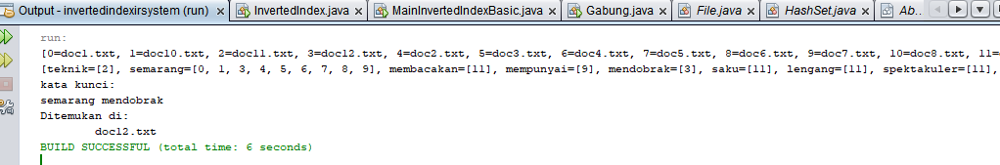 Output - invertedindexirsystem (run) × InvertedIndex.java × MainInvertedIndexBasic.java × Gabung.java × File.java × HashSet.java × Ab...
run:
[0=doc1.txt, 1=doc10.txt, 2=doc11.txt, 3=doc12.txt, 4=doc2.txt, 5=doc3.txt, 6=doc4.txt, 7=doc5.txt, 8=doc6.txt, 9=doc7.txt, 10=doc8.txt, 11=
[teknik=[2], semarang=[0, 1, 3, 4, 5, 6, 7, 8, 9], membacakan=[11], mempunyai=[9], mendobrak=[3], saku=[11], lengang=[11], spektakuler=[11],
kata kunci:
semarang mendobrak
Ditemukan di:
doc12.txt
BUILD SUCCESSFUL (total time: 6 seconds)